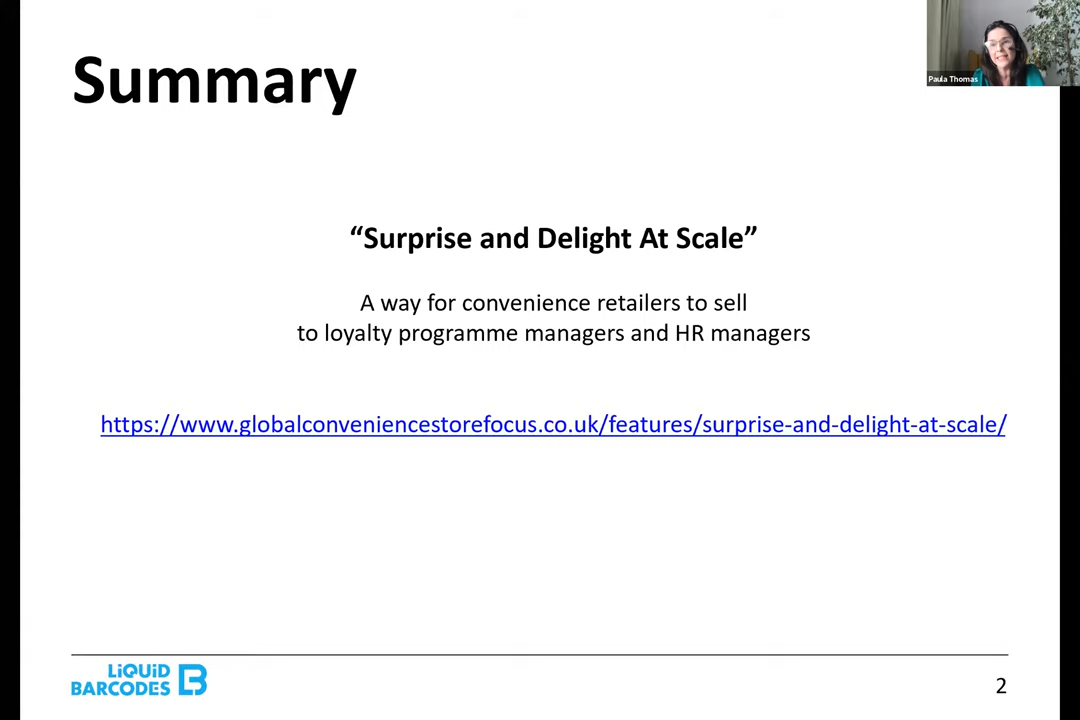 Summary
Paula Thomas
“Surprise and Delight At Scale”
A way for convenience retailers to sell
to loyalty programme managers and HR managers
https://www.globalconveniencestorefocus.co.uk/features/surprise-and-delight-at-scale/
LiQUiD
BARCODES
2